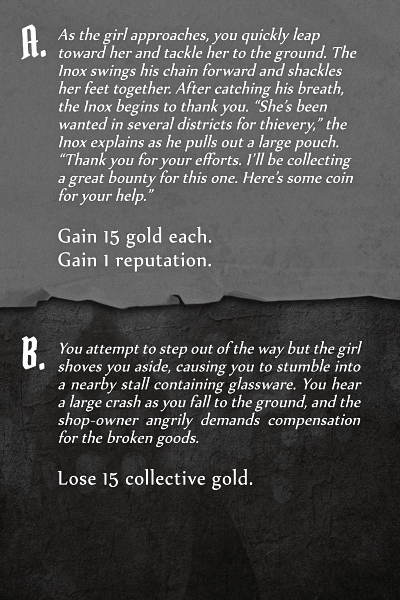 A.
As the girl approaches, you quickly leap
toward her and tackle her to the ground. The
Inox swings his chain forward and shackles
her feet together. After catching his breath,
the Inox begins to thank you. “She’s been
wanted in several districts for thievery,” the
Inox explains as he pulls out a large pouch.
“Thank you for your efforts. I’ll be collecting
a great bounty for this one. Here’s some coin
for your help.”
Gain 15 gold each.
Gain 1 reputation.
B.
You attempt to step out of the way but the girl
shoves you aside, causing you to stumble into
a nearby stall containing glassware. You hear
a large crash as you fall to the ground, and the
shop-owner angrily demands compensation
for the broken goods.
Lose 15 collective gold.